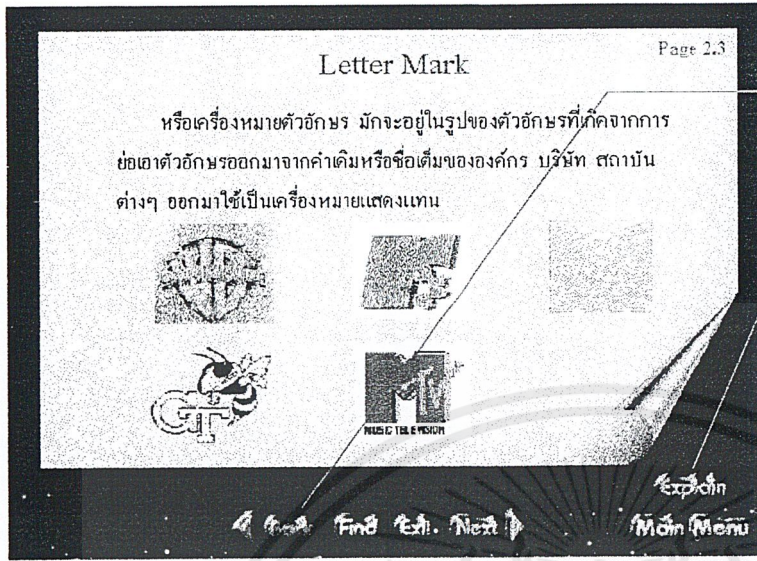 Page 2.3
Letter Mark
หรือเครื่องหมายตัวอักษร มักจะอยู่ในรูปของตัวอักษรที่เกิดจากการ
ย่อเอาตัวอักษรออกมาจากคำเดิมหรือชื่อเต็มขององค์กร บริษัท สถาบัน
ต่างๆ ออกมาใช้เป็นเครื่องหมายแสดงแทน
GT
MTV
MUSIC TELEVISION
Explain
Find Exit Next
Main Menu